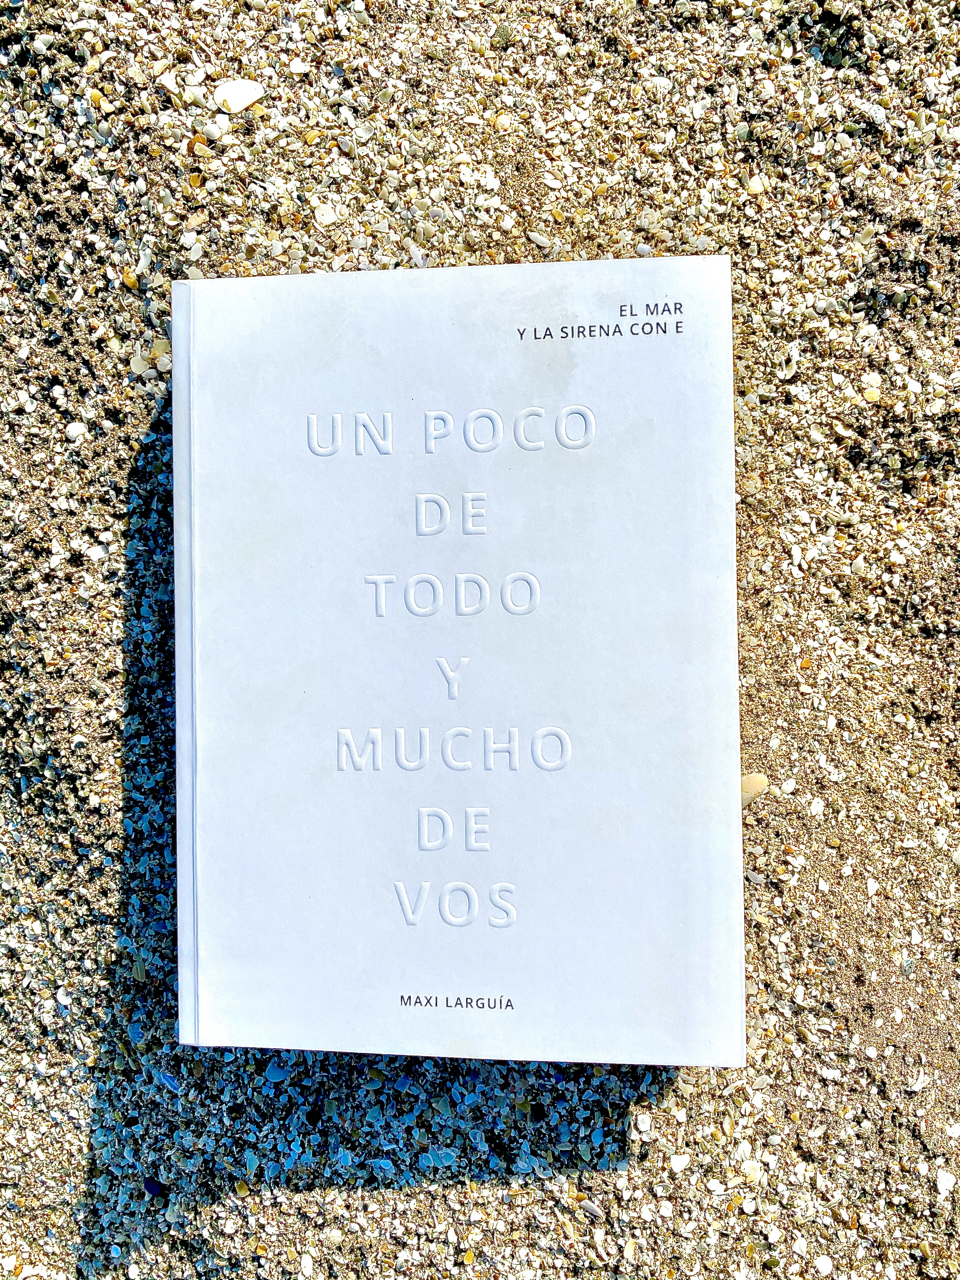 EL MAR
Y LA SIRENA CON E
UN POCO
DE
TODO
Y
MUCHO
DE
VOS
MAXI LARGUÍA